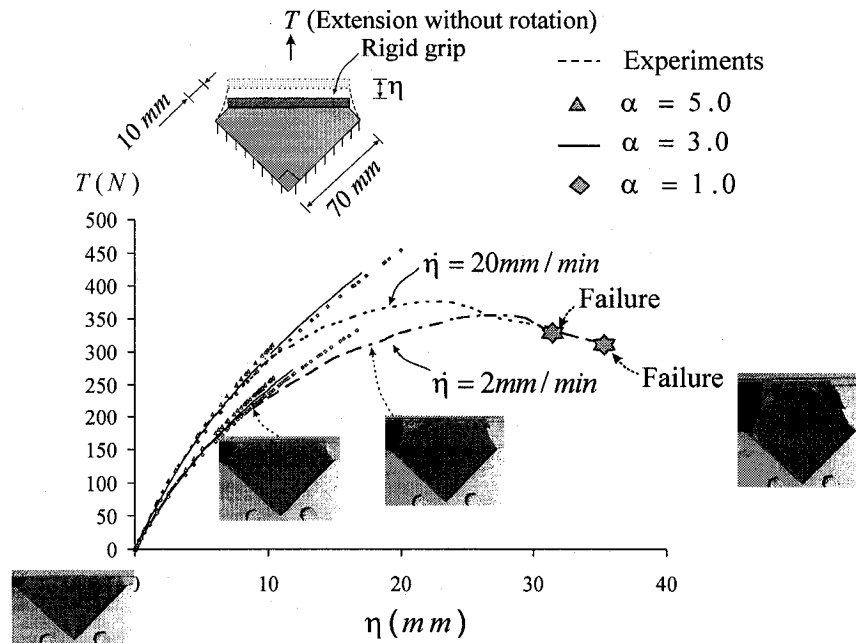 T (Extension without rotation)
Rigid grip
η
10 mm
70 mm
Experiments
α = 5.0
α = 3.0
α = 1.0
T(N)
500
450
400
350
300
250
200
150
100
50
0
η̇ = 20mm/min
Failure
η̇ = 2mm/min
Failure
0
10
20
30
40
η(mm)